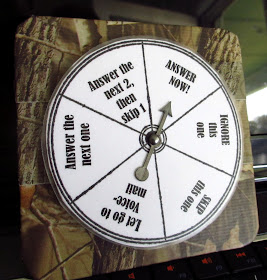 Answer the
next 2,
then
skip 1
ANSWER
NOW!
IGNORE
this
one
SKIP
this one
Let go to
Voice-
mail
Answer the
next one